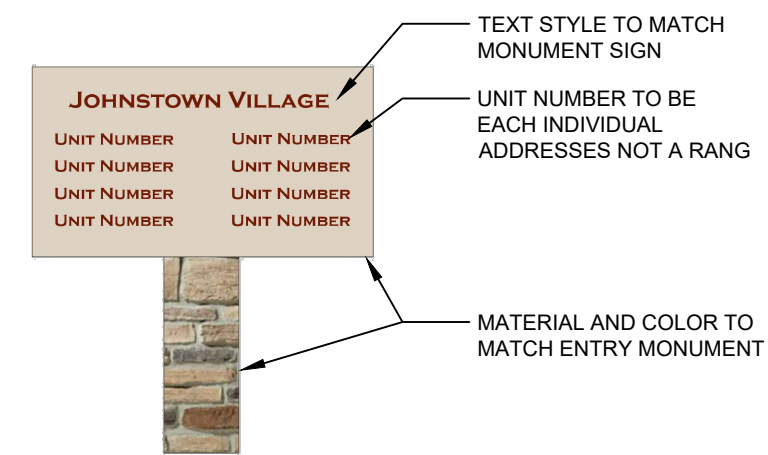 TEXT STYLE TO MATCH
MONUMENT SIGN
JOHNSTOWN VILLAGE
UNIT NUMBER TO BE
EACH INDIVIDUAL
ADDRESSES NOT A RANG
UNIT NUMBER UNIT NUMBER
UNIT NUMBER UNIT NUMBER
UNIT NUMBER UNIT NUMBER
UNIT NUMBER UNIT NUMBER
MATERIAL AND COLOR TO
MATCH ENTRY MONUMENT